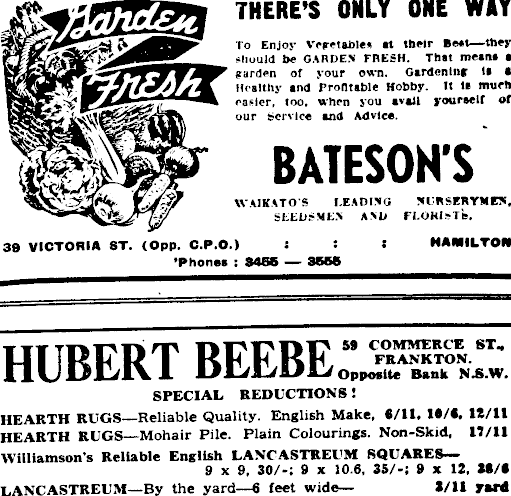 Garden
Fresh
THERE'S ONLY ONE WAY
To Enjoy Vegetables at their Best—they
should be GARDEN FRESH. That means a
garden of your own. Gardening is a
Healthy and Profitable Hobby. It is much
easier, too, when you avail yourself of
our Service and Advice.
BATESON'S
WAIKATO'S LEADING NURSERYMEN,
SEEDSMEN AND FLORISTS,
39 VICTORIA ST. (Opp. C.P.O.) : : : HAMILTON
'Phones : 3455 — 3555
HUBERT BEEBE
59 COMMERCE ST.,
FRANKTON.
Opposite Bank N.S.W.
SPECIAL REDUCTIONS!
HEARTH RUGS—Reliable Quality. English Make, 6/11, 10/6, 12/11
HEARTH RUGS—Mohair Pile. Plain Colourings. Non-Skid, 17/11
Williamson's Reliable English LANCASTREUM SQUARES—
9 x 9, 30/-; 9 x 10.6, 35/-; 9 x 12,
LANCASTREUM—By the yard—6 feet wide— 3/11 yard